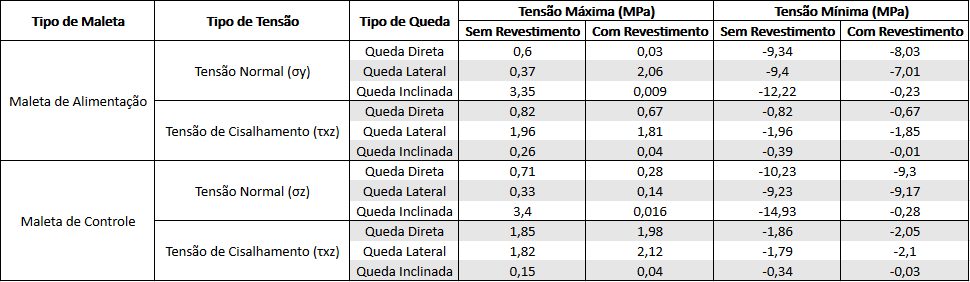 Tipo de Maleta Tipo de Tensão Tipo de Queda Tensão Máxima (MPa) Tensão Mínima (MPa)
Sem Revestimento Com Revestimento Sem Revestimento Com Revestimento
Maleta de Alimentação
Tensão Normal (σy)
Queda Direta 0,6 0,03 -9,34 -8,03
Queda Lateral 0,37 2,06 -9,4 -7,01
Queda Inclinada 3,35 0,009 -12,22 -0,23
Tensão de Cisalhamento (τxz)
Queda Direta 0,82 0,67 -0,82 -0,67
Queda Lateral 1,96 1,81 -1,96 -1,85
Queda Inclinada 0,26 0,04 -0,39 -0,01
Maleta de Controle
Tensão Normal (σz)
Queda Direta 0,71 0,28 -10,23 -9,3
Queda Lateral 0,33 0,14 -9,23 -9,17
Queda Inclinada 3,4 0,016 -14,93 -0,28
Tensão de Cisalhamento (τxz)
Queda Direta 1,85 1,98 -1,86 -2,05
Queda Lateral 1,82 2,12 -1,79 -2,1
Queda Inclinada 0,15 0,04 -0,34 -0,03